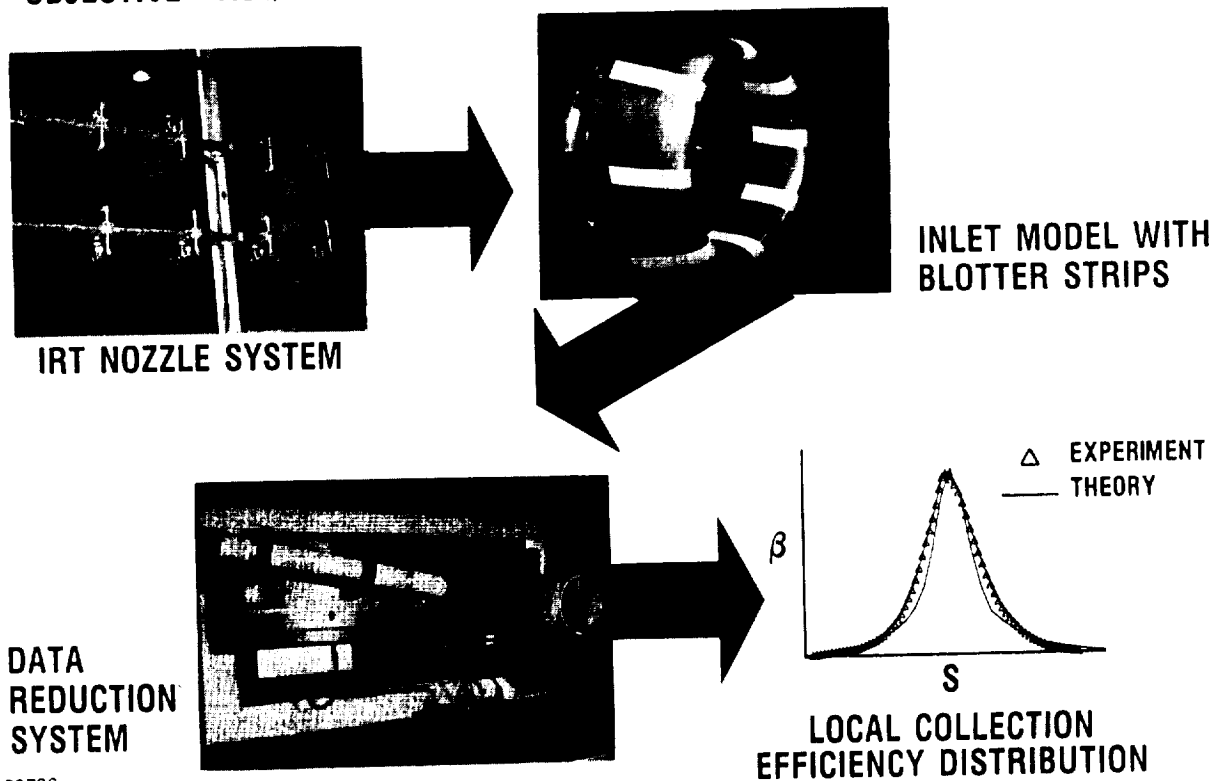 IRT NOZZLE SYSTEM
INLET MODEL WITH
BLOTTER STRIPS
DATA
REDUCTION
SYSTEM
△ EXPERIMENT
— THEORY
β
S
LOCAL COLLECTION
EFFICIENCY DISTRIBUTION